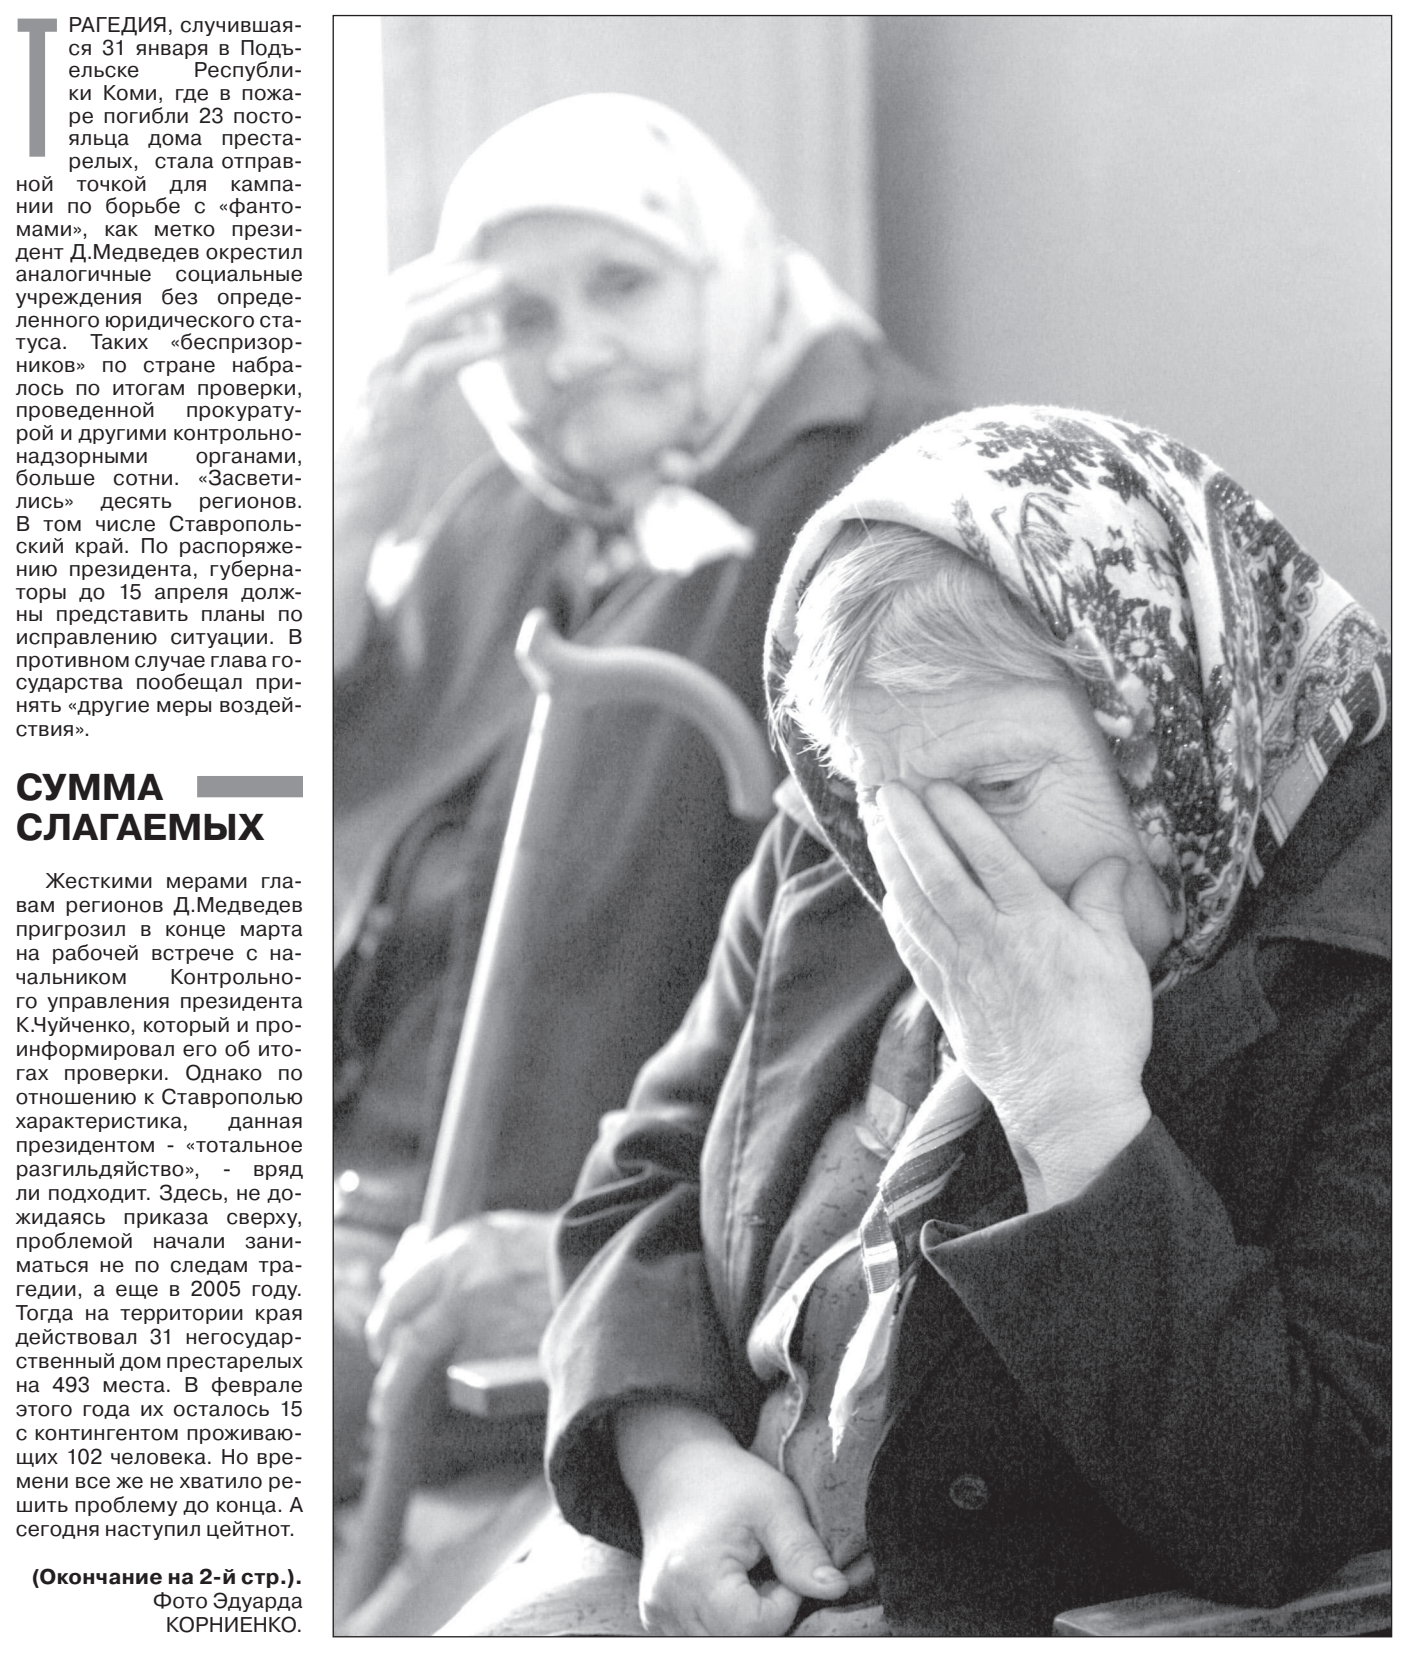 ТРАГЕДИЯ, случившая-
ся 31 января в Подъ-
ельске Республи-
ки Коми, где в пожа-
ре погибли 23 посто-
яльца дома преста-
релых, стала отправ-
ной точкой для кампа-
нии по борьбе с «фанто-
мами», как метко прези-
дент Д.Медведев окрестил
аналогичные социальные
учреждения без опреде-
ленного юридического ста-
туса. Таких «беспризор-
ников» по стране набра-
лось по итогам проверки,
проведенной прокурату-
рой и другими контрольно-
надзорными органами,
больше сотни. «Засвети-
лись» десять регионов.
В том числе Ставрополь-
ский край. По распоряже-
нию президента, губерна-
торы до 15 апреля долж-
ны представить планы по
исправлению ситуации. В
противном случае глава го-
сударства пообещал при-
нять «другие меры воздей-
ствия».
СУММА
СЛАГАЕМЫХ
Жесткими мерами гла-
вам регионов Д.Медведев
пригрозил в конце марта
на рабочей встрече с на-
чальником Контрольно-
го управления президента
К.Чуйченко, который и про-
информировал его об ито-
гах проверки. Однако по
отношению к Ставрополью
характеристика, данная
президентом - «тотальное
разгильдяйство», - вряд
ли подходит. Здесь, не до-
жидаясь приказа сверху,
проблемой начали зани-
маться не по следам тра-
гедии, а еще в 2005 году.
Тогда на территории края
действовал 31 негосудар-
ственный дом престарелых
на 493 места. В феврале
этого года их осталось 15
с контингентом проживаю-
щих 102 человека. Но вре-
мени все же не хватило ре-
шить проблему до конца. А
сегодня наступил цейтнот.
(Окончание на 2-й стр.).
Фото Эдуарда
КОРНИЕНКО.